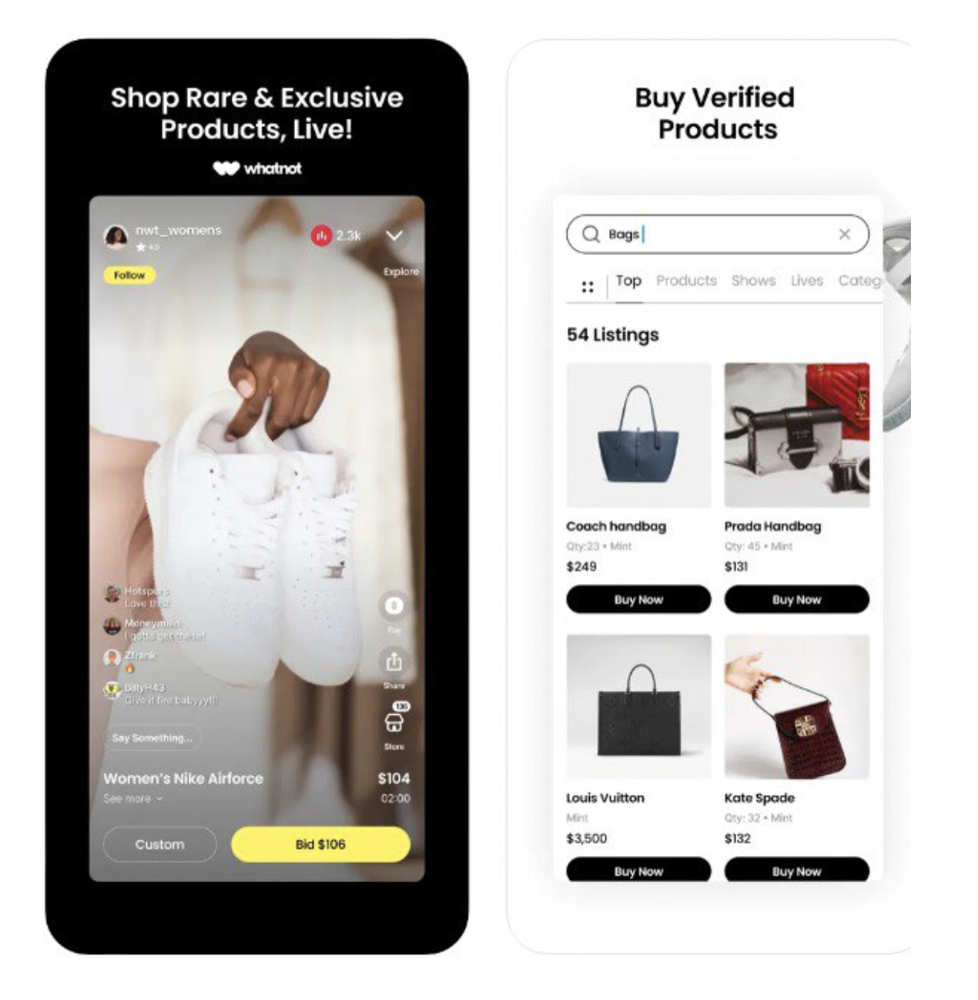 Shop Rare & Exclusive
Products, Live!
whatnot
nwt_womens
4.9
2.3k
Follow
Explore
Hotspurs
Love this!
Moneyman
I gotta get these!
Zfrank
BillyH43
Give it fire babyyy!!!
Pay
Share
136
Store
Say Something...
Women's Nike Airforce
$104
See more
02:00
Custom
Bid $106
Buy Verified
Products
Bags
Top Products Shows Lives Categ
54 Listings
Coach handbag
Qty:23 • Mint
$249
Buy Now
PRADA
Prada Handbag
Qty: 45 • Mint
$131
Buy Now
Louis Vuitton
Mint
$3,500
Buy Now
Kate Spade
Qty: 32 • Mint
$132
Buy Now